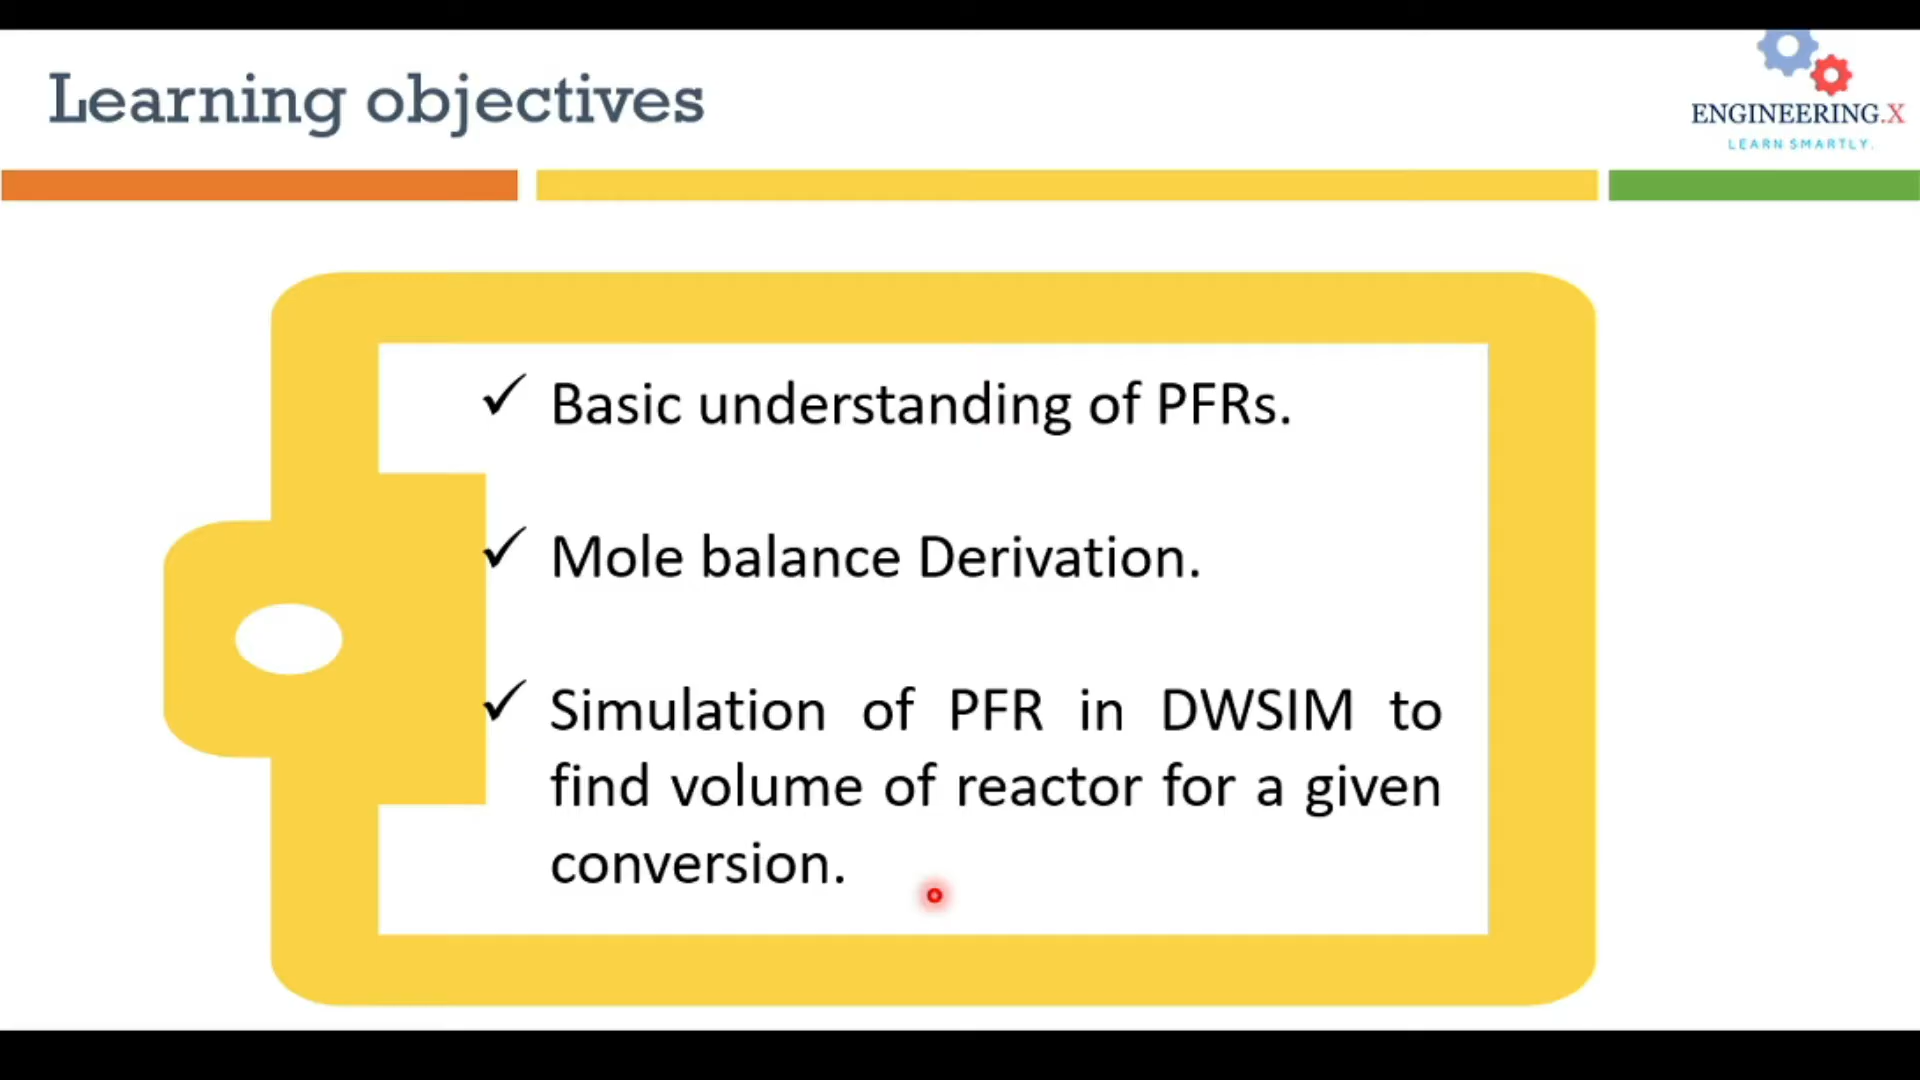 Learning objectives
ENGINEERING.X
LEARN SMARTLY.
✓ Basic understanding of PFRs.
✓ Mole balance Derivation.
✓ Simulation of PFR in DWSIM to
find volume of reactor for a given
conversion.